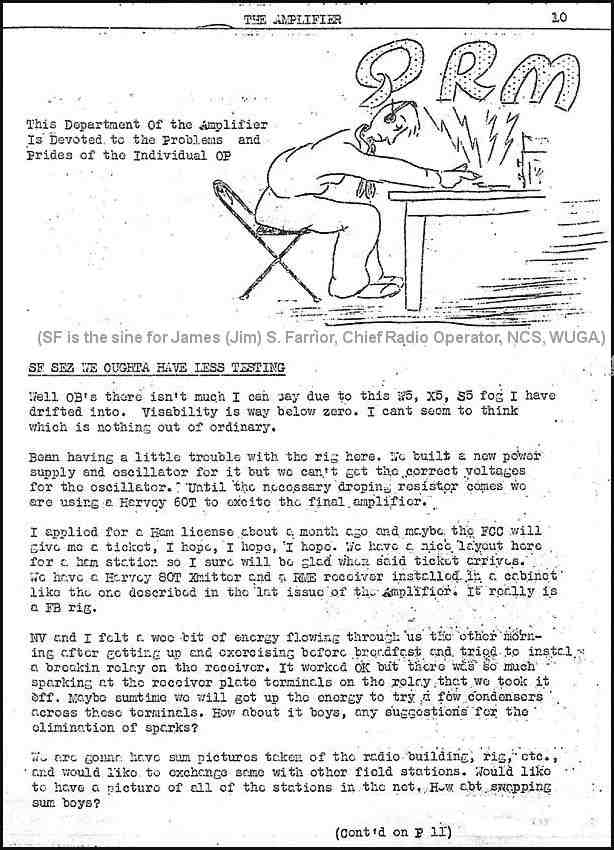 THE AMPLIFIER 10
QRM
This Department Of the Amplifier
Is Devoted to the Problems and
Prides of the Individual OP
(SF is the sine for James (Jim) S. Farrior, Chief Radio Operator, NCS, WUGA)
SF SEZ WE OUGHTA HAVE LESS TESTING
Well OB's there isn't much I can say due to this W5, X5, S5 fog I have
drifted into. Visability is way below zero. I cant seem to think
which is nothing out of ordinary.
Bean having a little trouble with the rig here. We built a new power
supply and oscillator for it but we can't get the correct voltages
for the oscillator. Until the necessary droping resistor comes we
are using a Harvey 60T to excite the final amplifier.
I applied for a Ham license about a month ago and maybe the FCC will
give me a ticket, I hope, I hope, I hope. We have a nice layout here
for a ham station so I sure will be glad when said ticket arrives.
We have a Harvey 80T Xmitter and a RME receiver installed in a cabinet
like the one described in the lat issue of the Amplifier. It really is
a FB rig.
NV and I felt a wee bit of energy flowing through us the other morn-
ing after getting up and exercising before breadfast and tried to instal
a breakin relay on the receiver. It worked OK but there was so much
sparking at the receiver plate terminals on the relay that we took it
off. Maybe sumtime we will get up the energy to try a few condensers
across these terminals. How about it boys, any suggestions for the
elimination of sparks?
We are gonna have sum pictures taken of the radio building, rig, etc.,
and would like to exchange same with other field stations. Would like
to have a picture of all of the stations in the net. How abt swapping
sum boys?
(Cont'd on P 11)